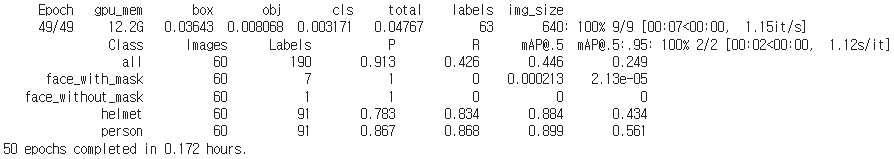 Epoch gpu_mem box obj cls total labels img_size
49/49 12.2G 0.03643 0.008068 0.003171 0.04767 63 640: 100% 9/9 [00:07<00:00, 1.15it/s]
Class Images Labels P R mAP@.5 mAP@.5:.95: 100% 2/2 [00:02<00:00, 1.12s/it]
all 60 190 0.913 0.426 0.446 0.249
face_with_mask 60 7 1 0 0.000213 2.13e-05
face_without_mask 60 1 1 0 0 0
helmet 60 91 0.783 0.834 0.884 0.434
person 60 91 0.867 0.868 0.899 0.561
50 epochs completed in 0.172 hours.